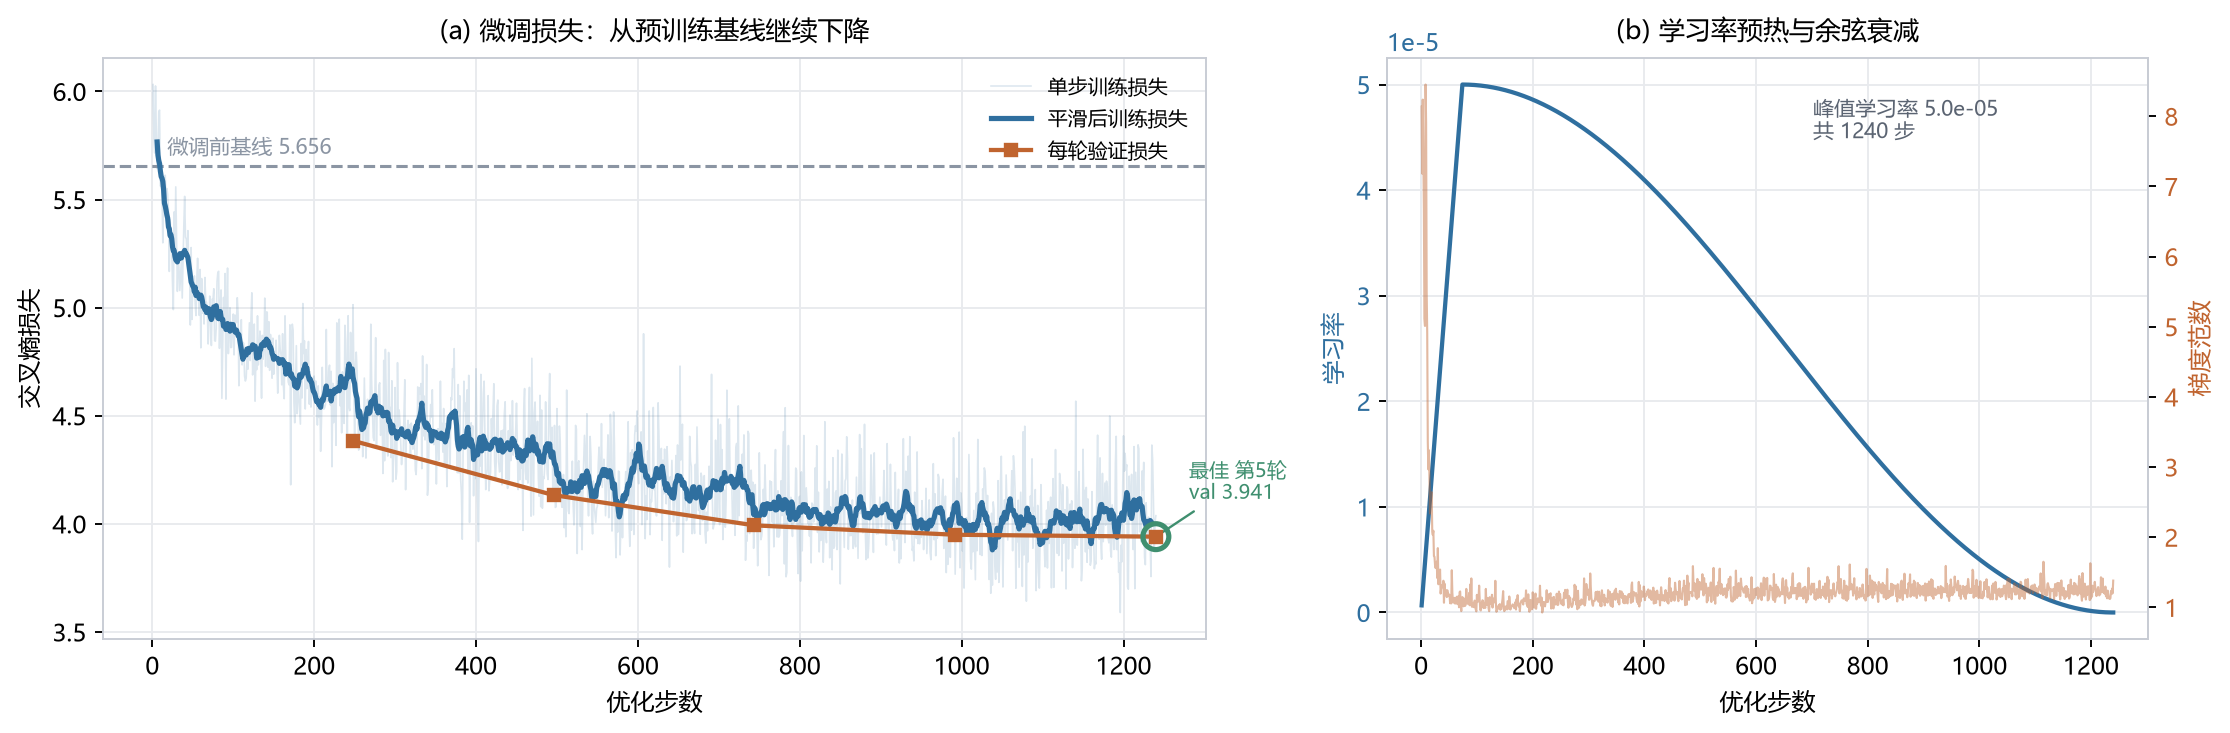 (a) 微调损失：从预训练基线继续下降
交叉熵损失
6.0
5.5
5.0
4.5
4.0
3.5
微调前基线 5.656
单步训练损失
平滑后训练损失
每轮验证损失
最佳 第5轮
val 3.941
0 200 400 600 800 1000 1200
优化步数
(b) 学习率预热与余弦衰减
1e-5
学习率
5
4
3
2
1
0
峰值学习率 5.0e-05
共 1240 步
8
7
6
5
4
3
2
1
梯度范数
0 200 400 600 800 1000 1200
优化步数